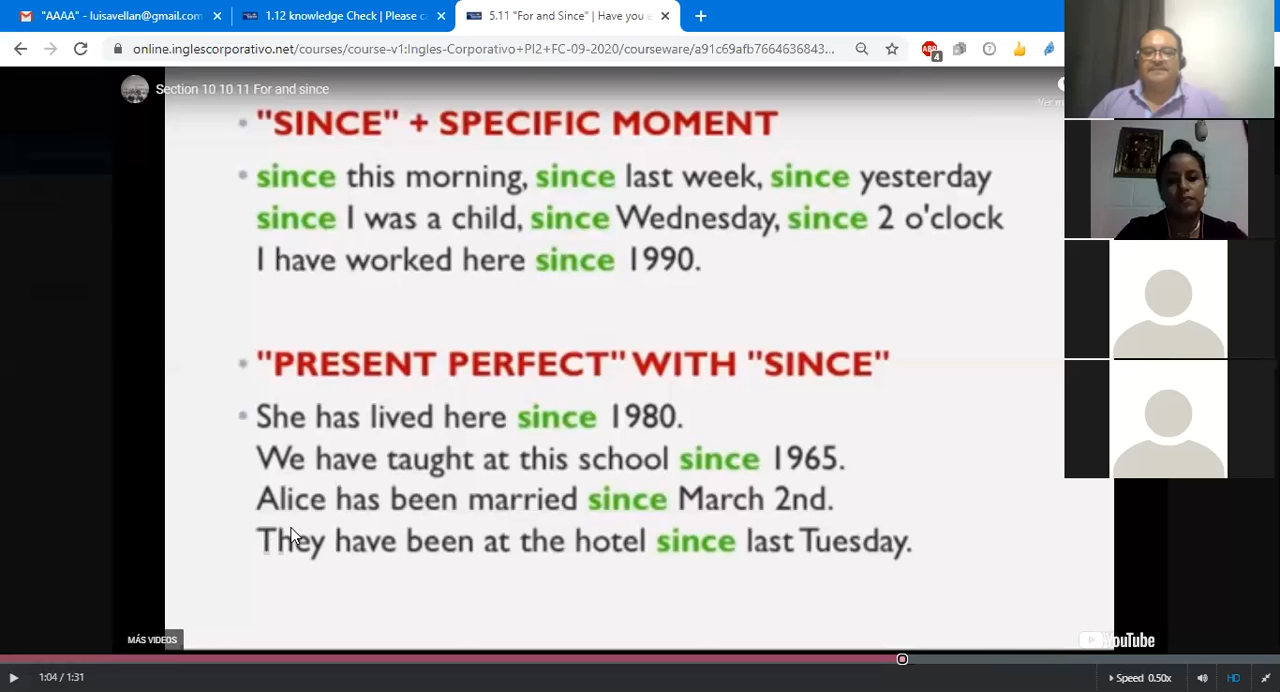 "AAAA" - luisavellan@gmail.com
1.12 knowledge Check | Please ca
5.11 "For and Since" | Have you e
online.inglescorporativo.net/courses/course-v1:Ingles-Corporativo+PI2+FC-09-2020/courseware/a91c69afb7664636843...
ABP
4
Section 10 10 11 For and since
• "SINCE" + SPECIFIC MOMENT
• since this morning, since last week, since yesterday
since I was a child, since Wednesday, since 2 o'clock
I have worked here since 1990.
• "PRESENT PERFECT" WITH "SINCE"
• She has lived here since 1980.
We have taught at this school since 1965.
Alice has been married since March 2nd.
They have been at the hotel since last Tuesday.
MÁS VIDEOS
YouTube
1:04 / 1:31
Speed 0.50x
HD